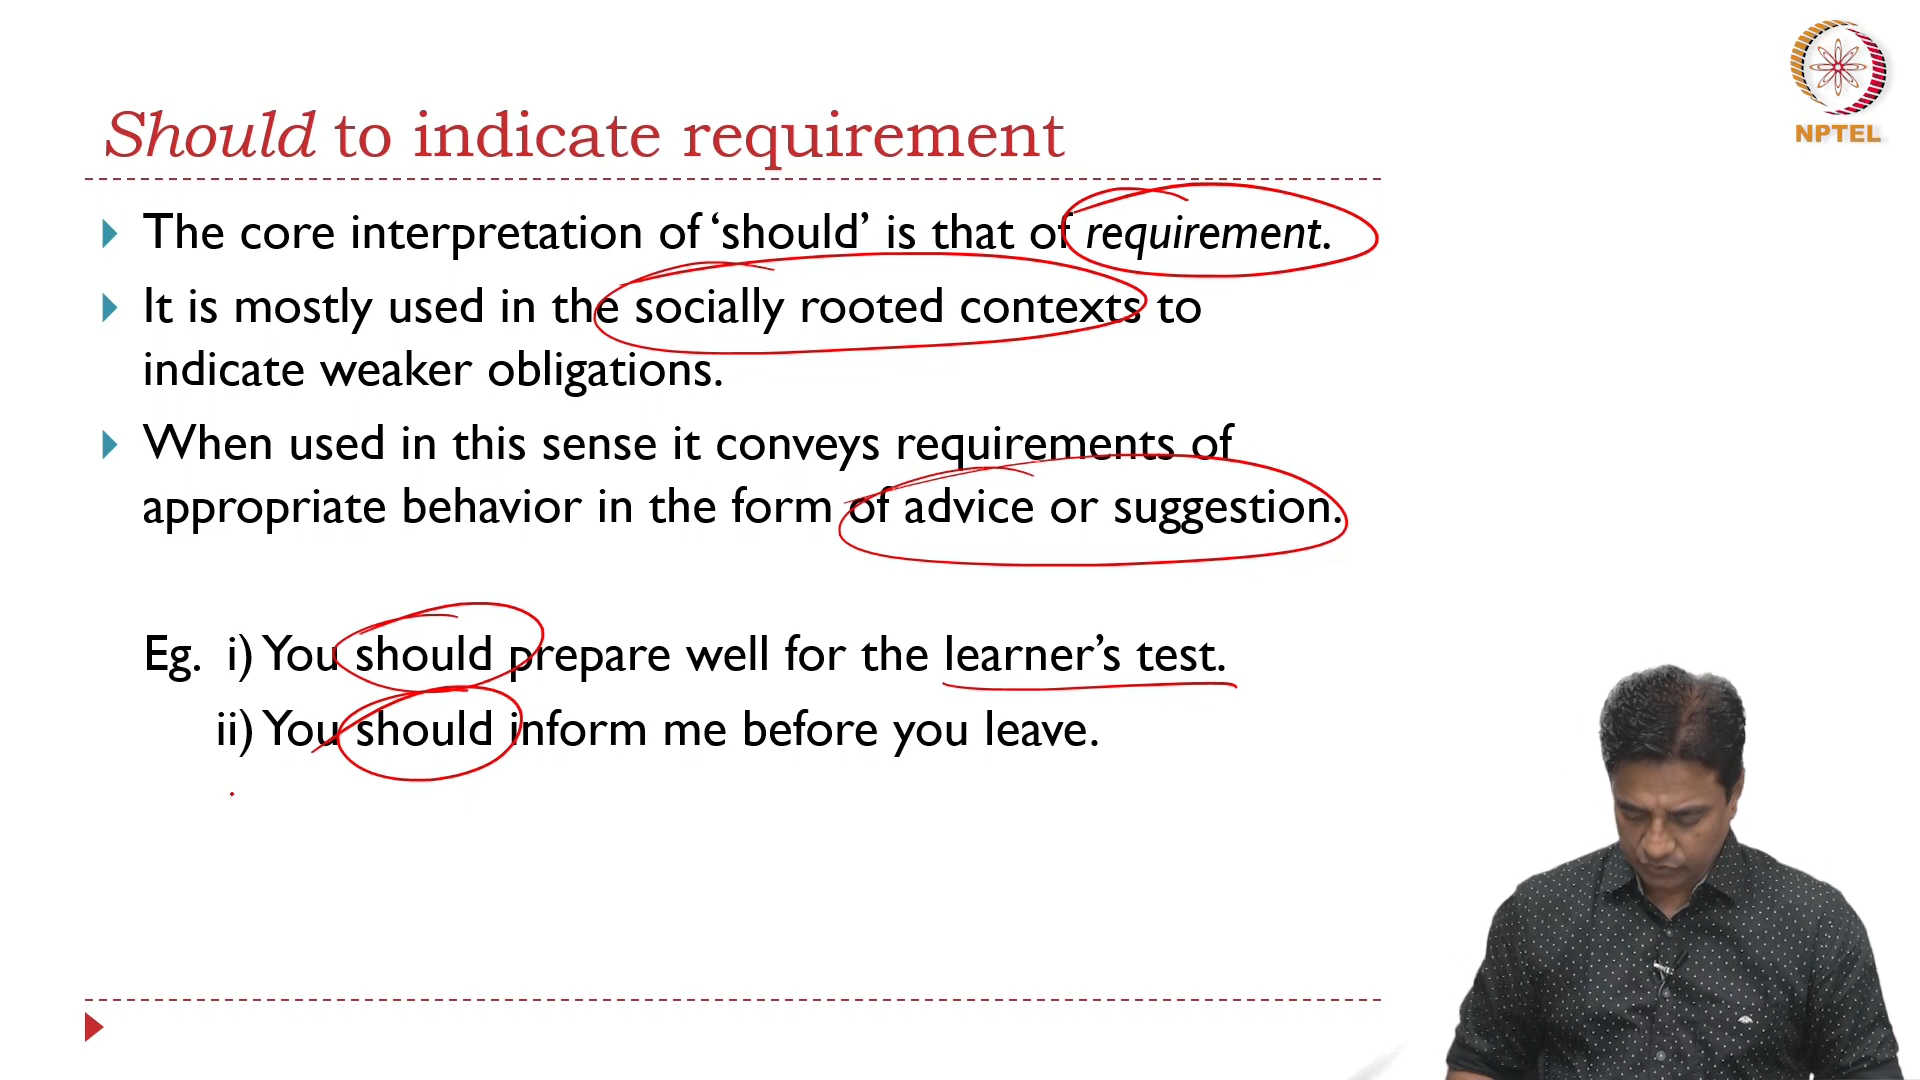 NPTEL
Should to indicate requirement
The core interpretation of ‘should’ is that of requirement.
It is mostly used in the socially rooted contexts to
indicate weaker obligations.
When used in this sense it conveys requirements of
appropriate behavior in the form of advice or suggestion.
Eg. i) You should prepare well for the learner’s test.
ii) You should inform me before you leave.